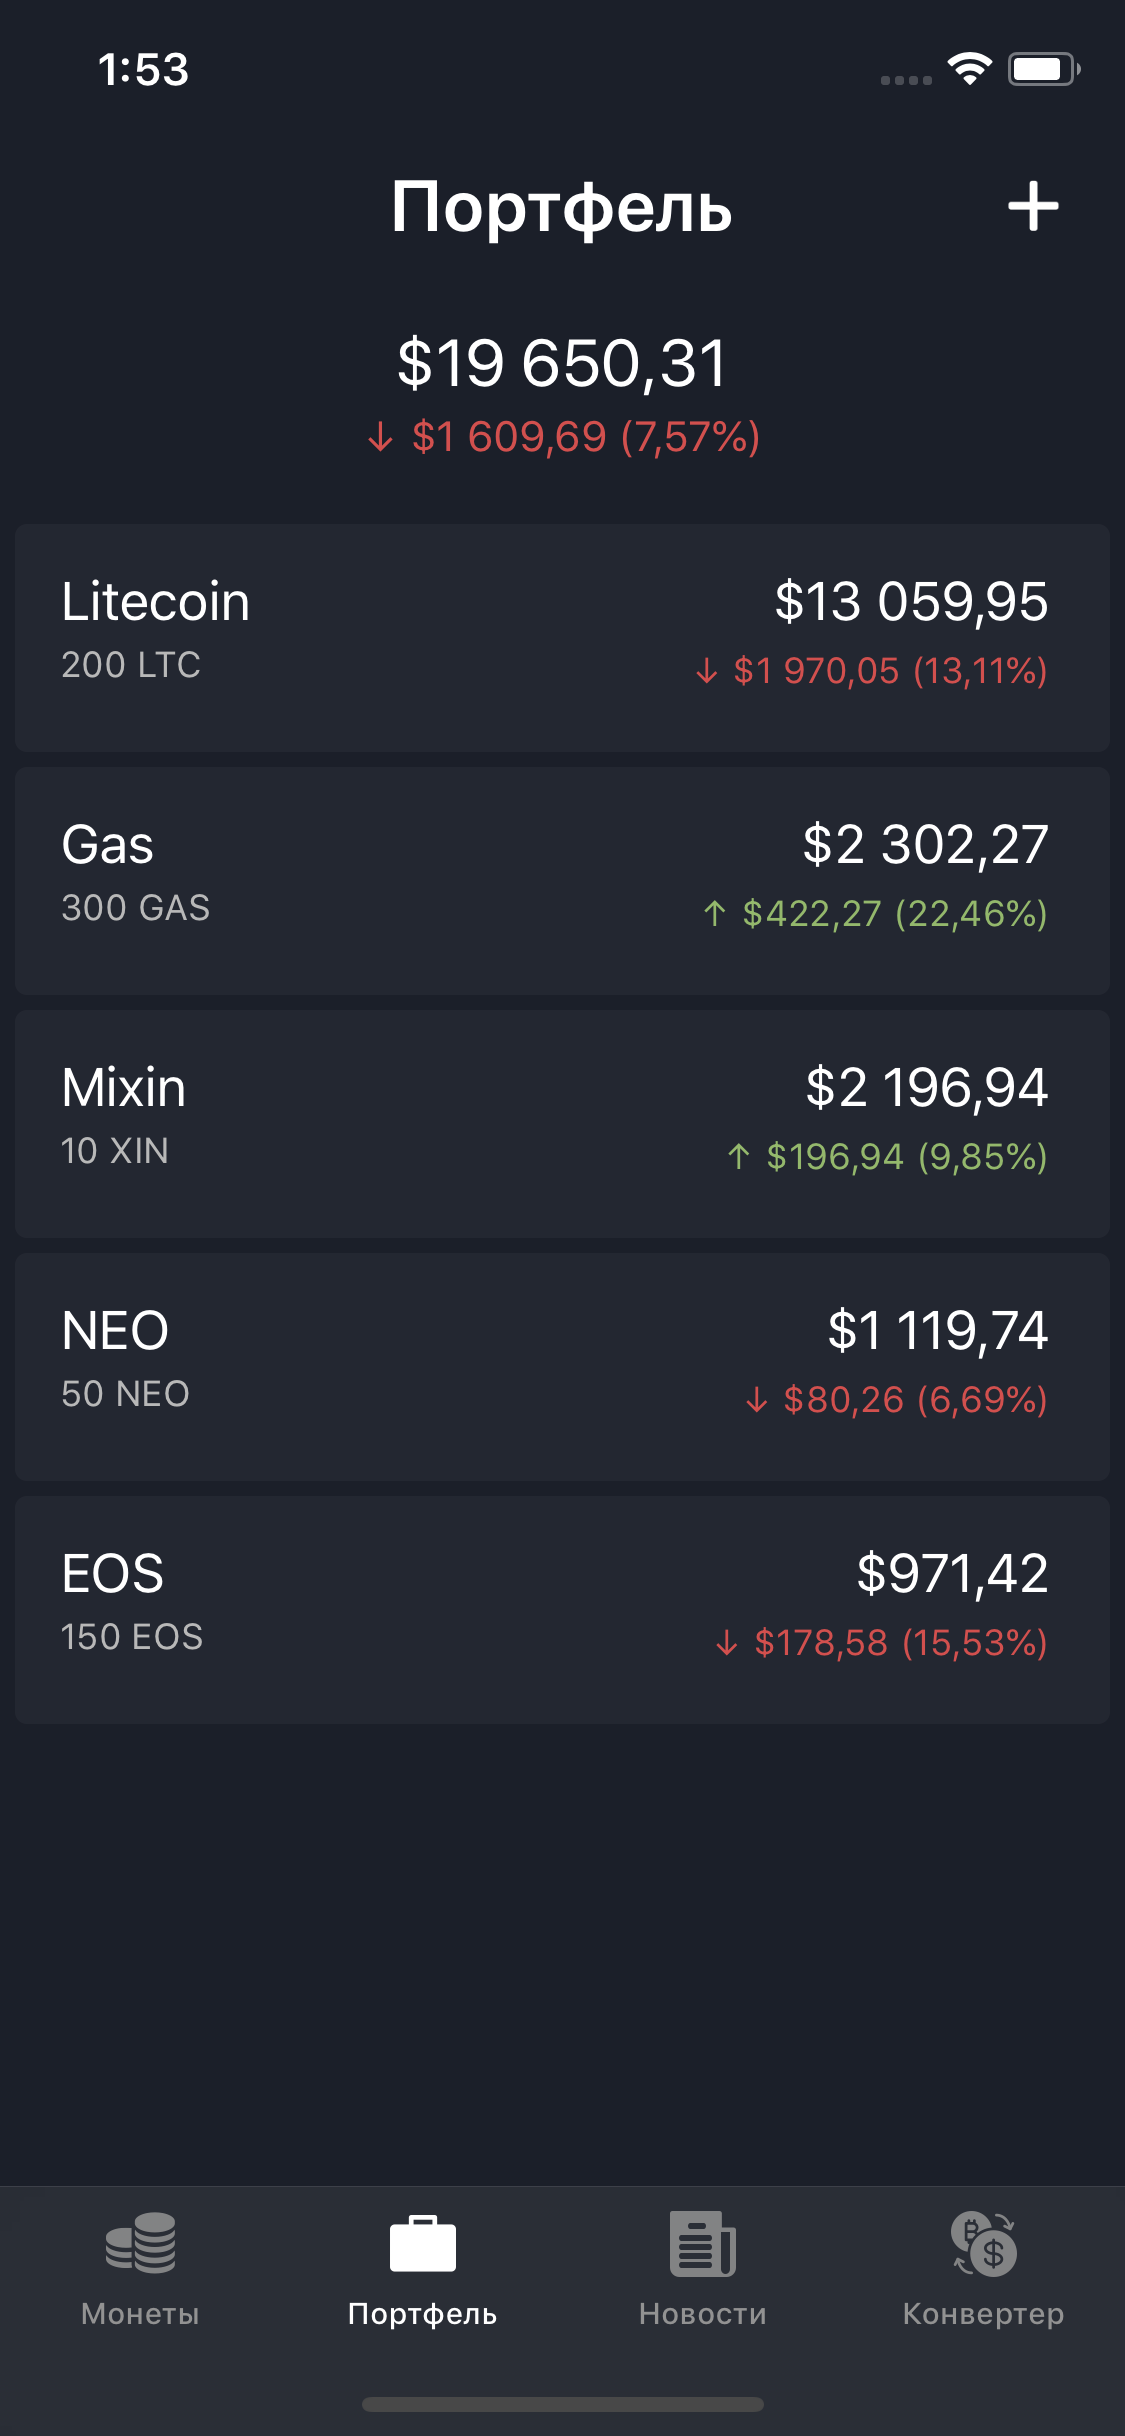 1:53
Портфель
$19 650,31
↓ $1 609,69 (7,57%)
Litecoin
$13 059,95
200 LTC
↓ $1 970,05 (13,11%)
Gas
$2 302,27
300 GAS
↑ $422,27 (22,46%)
Mixin
$2 196,94
10 XIN
↑ $196,94 (9,85%)
NEO
$1 119,74
50 NEO
↓ $80,26 (6,69%)
EOS
$971,42
150 EOS
↓ $178,58 (15,53%)
Монеты
Портфель
Новости
Конвертер